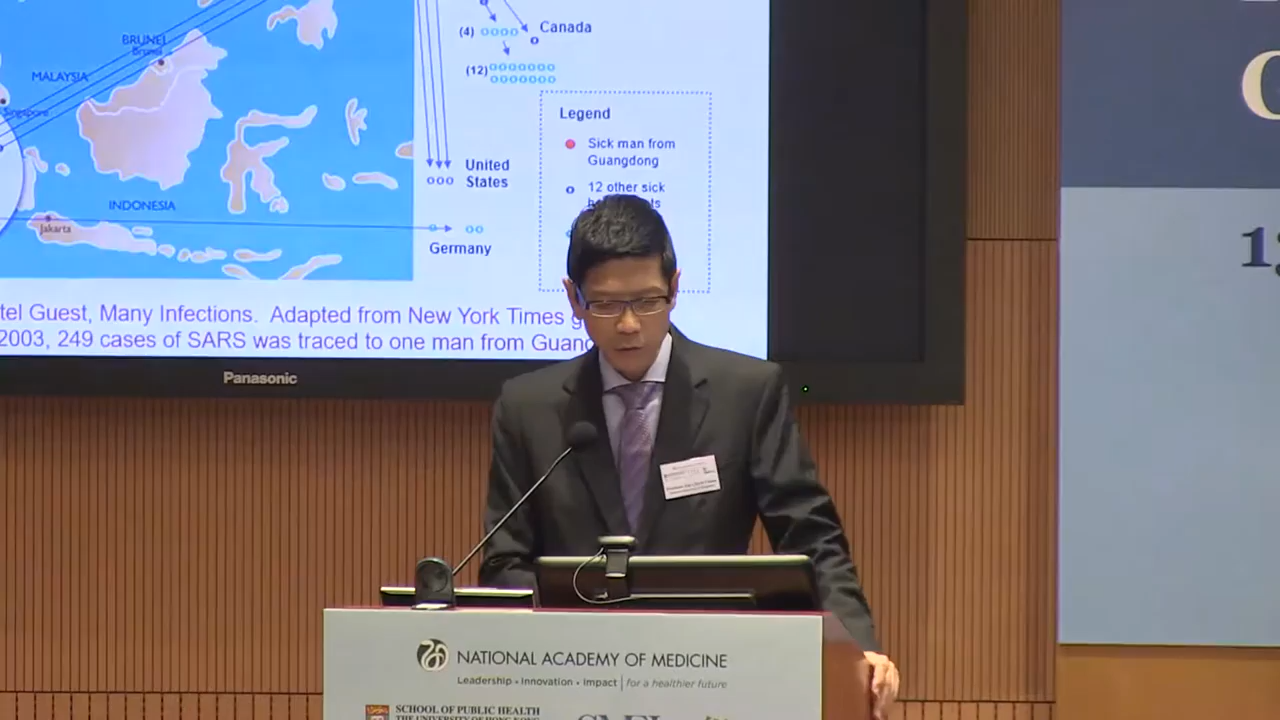 BRUNEI
Brunei
MALAYSIA
Singapore
INDONESIA
Jakarta
(4)
Canada
(12)
United
States
Germany
Legend
Sick man from
Guangdong
12 other sick
tel Guest, Many Infections. Adapted from New York Times
2003, 249 cases of SARS was traced to one man from Guang
Panasonic
NATIONAL ACADEMY OF MEDICINE
Leadership • Innovation • Impact | for a healthier future
SCHOOL OF PUBLIC HEALTH
THE UNIVERSITY OF HONG KONG